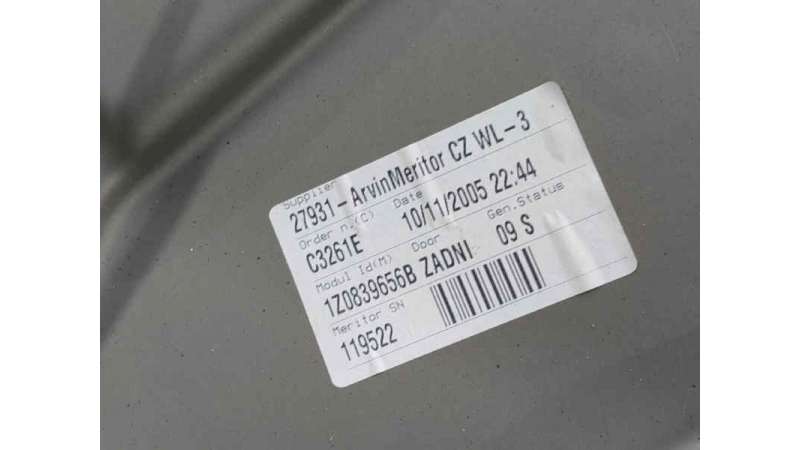 Supplier
27931-ArvinMeritor CZ WL-3
Order n.(C) Date
C3261E 10/11/2005 22:44
Modul Id(M) Door Gen.Status
1Z0839656B ZADNI 09 S
Meritor SN
119522